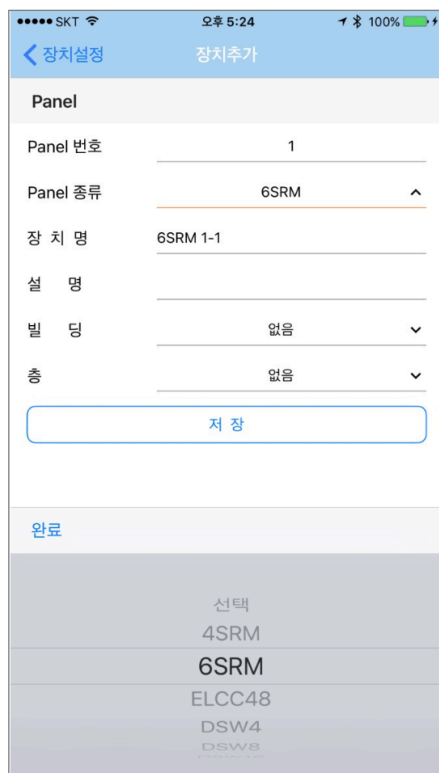 SKT 오후 5:24 100%
장치설정 장치추가
Panel
Panel 번호 1
Panel 종류 6SRM
장 치 명 6SRM 1-1
설 명
빌 딩 없음
층 없음
저 장
완료
선택
4SRM
6SRM
ELCC48
DSW4
DSW8